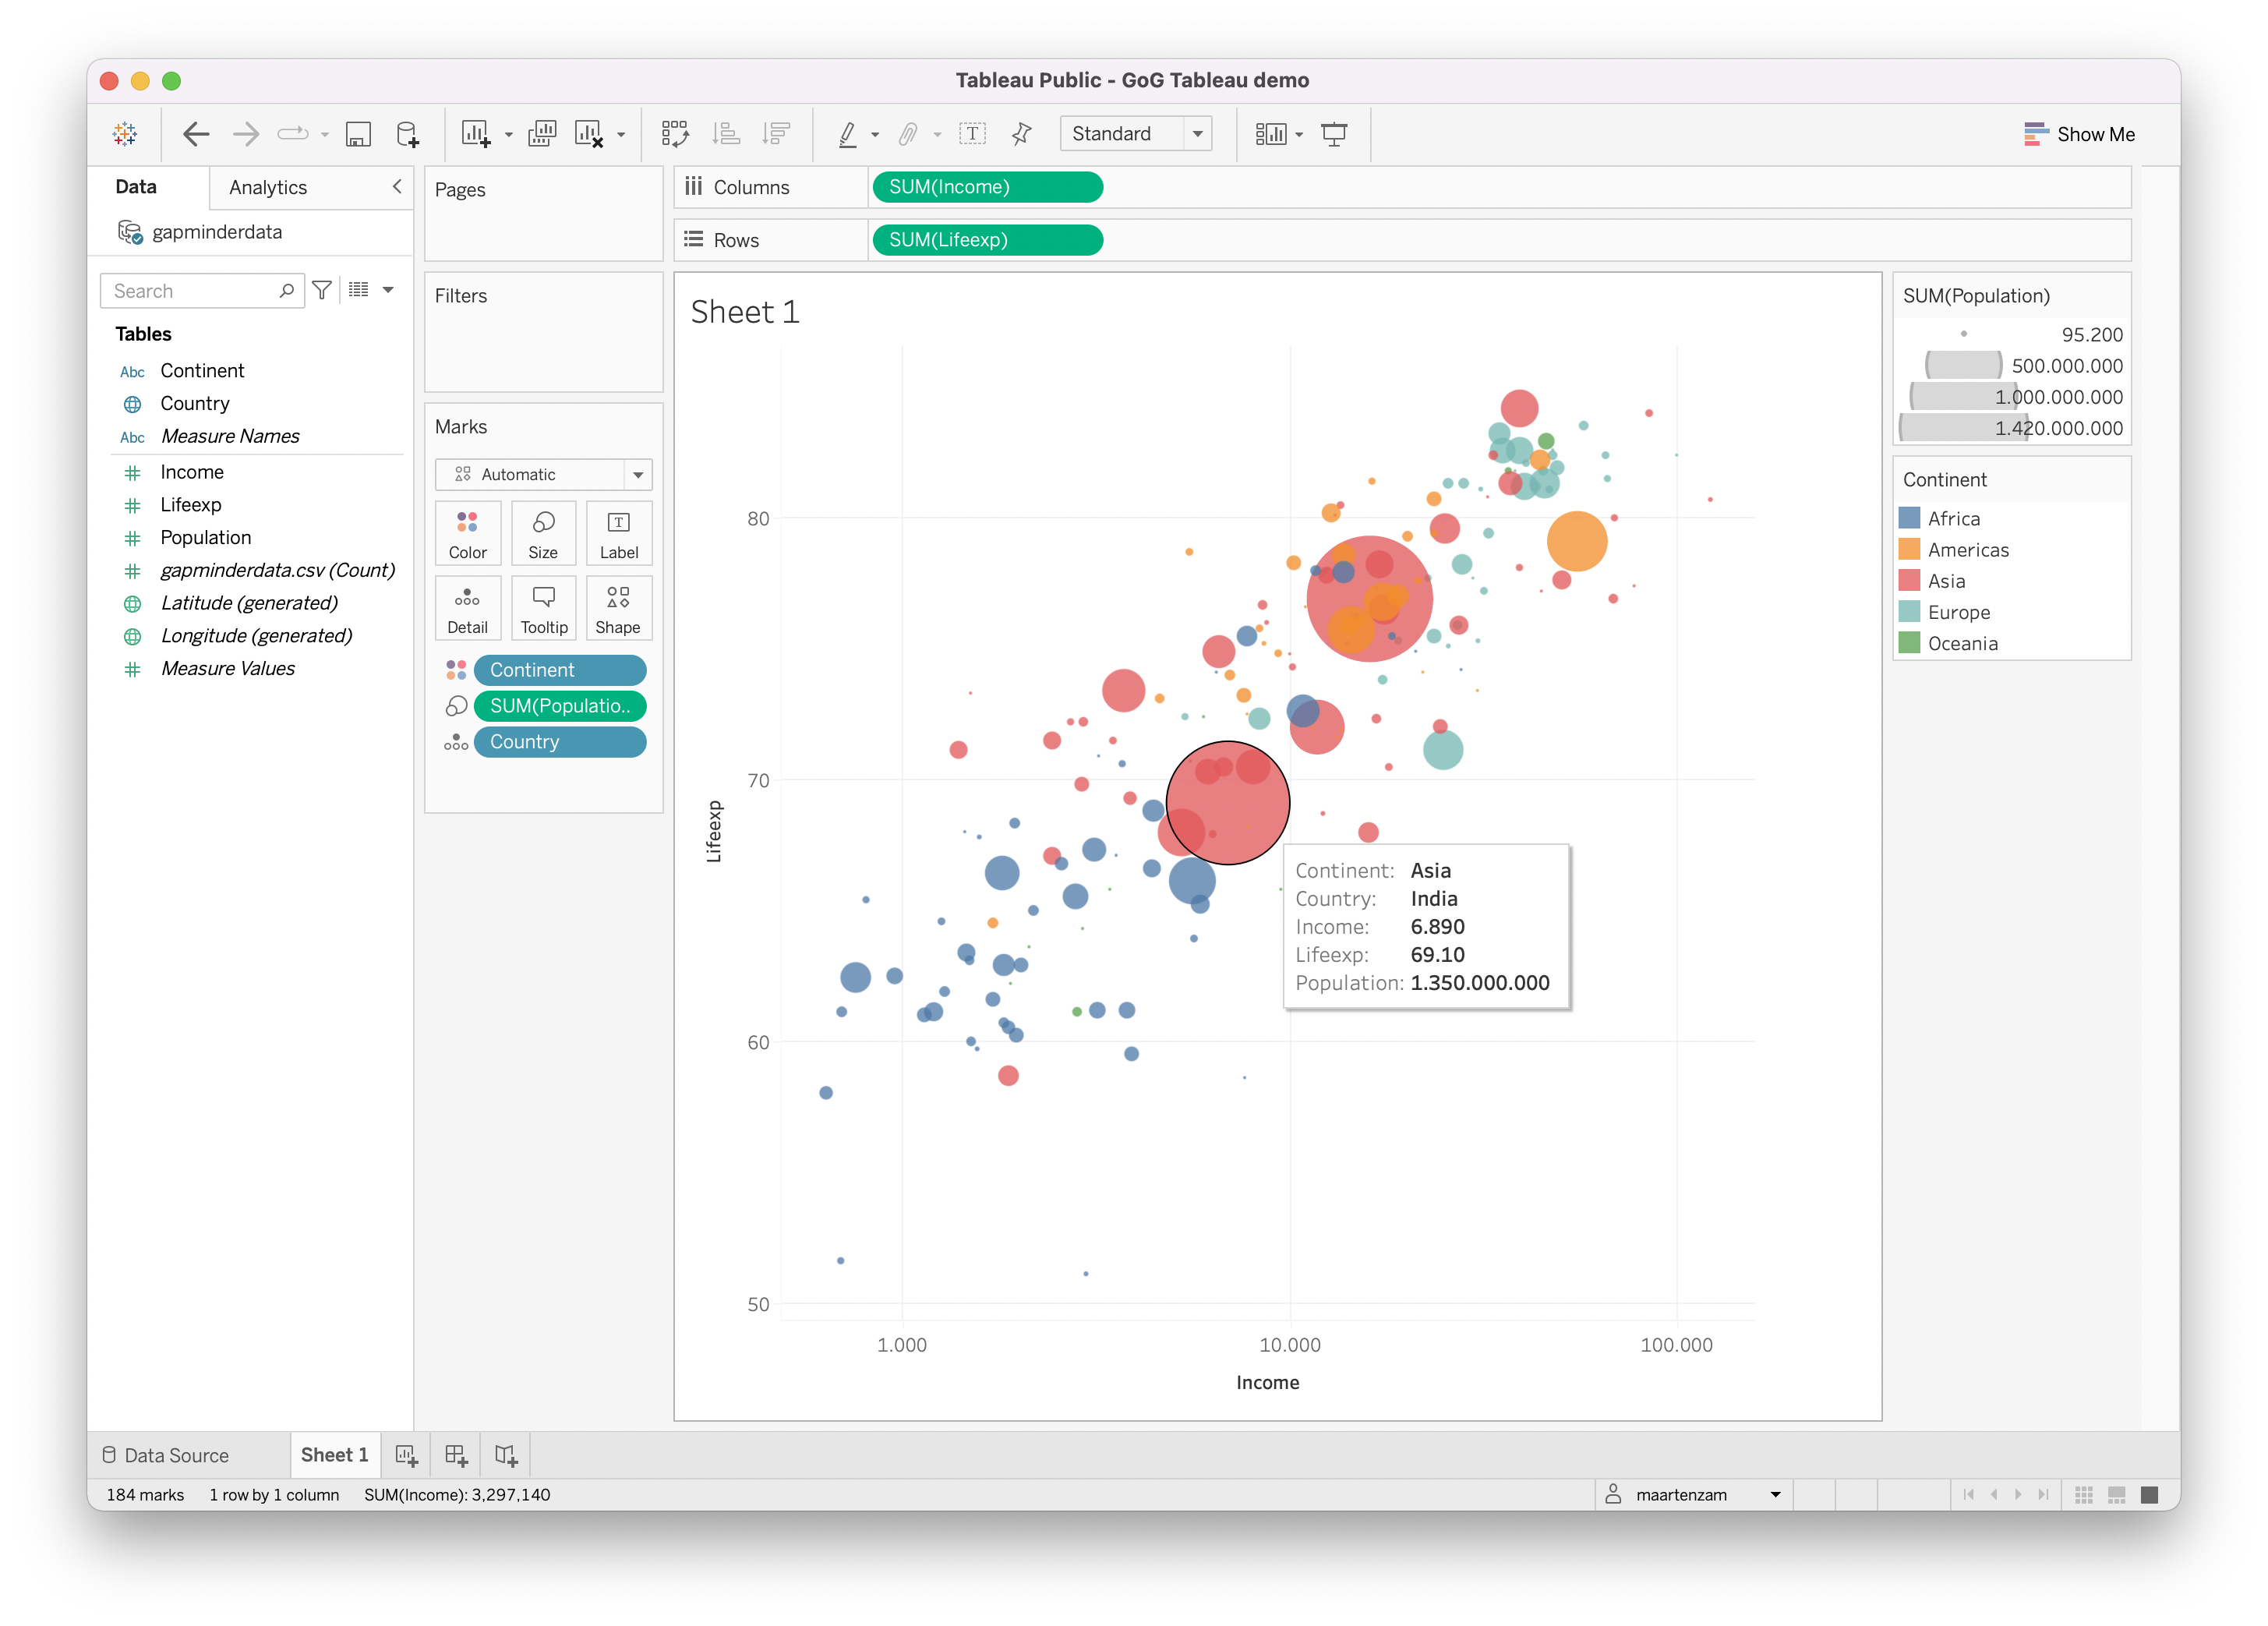 Tableau Public - GoG Tableau demo
Standard
Show Me
Data
Analytics
gapminderdata
Search
Tables
Abc Continent
Country
Abc Measure Names
Income
Lifeexp
Population
gapminderdata.csv (Count)
Latitude (generated)
Longitude (generated)
Measure Values
Pages
Filters
Marks
Automatic
Color
Size
T
Label
Detail
Tooltip
Shape
Continent
SUM(Populatio..
Country
Columns
SUM(Income)
Rows
SUM(Lifeexp)
Sheet 1
80
70
60
50
Lifeexp
1.000
10.000
100.000
Income
Continent: Asia
Country: India
Income: 6.890
Lifeexp: 69.10
Population: 1.350.000.000
SUM(Population)
95.200
500.000.000
1.000.000.000
1.420.000.000
Continent
Africa
Americas
Asia
Europe
Oceania
Data Source
Sheet 1
184 marks
1 row by 1 column
SUM(Income): 3,297,140
maartenzam